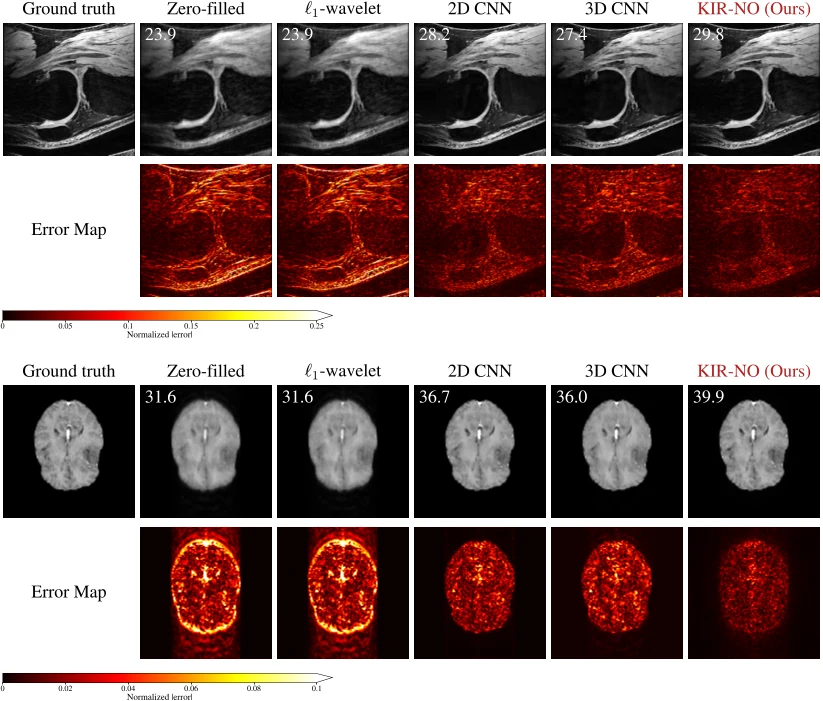 Ground truth Zero-filled ℓ1-wavelet 2D CNN 3D CNN KIR-NO (Ours)
23.9 23.9 28.2 27.4 29.8
Error Map
0 0.05 0.1 0.15 0.2 0.25
Normalized |error|
Ground truth Zero-filled ℓ1-wavelet 2D CNN 3D CNN KIR-NO (Ours)
31.6 31.6 36.7 36.0 39.9
Error Map
0 0.02 0.04 0.06 0.08 0.1
Normalized |error|